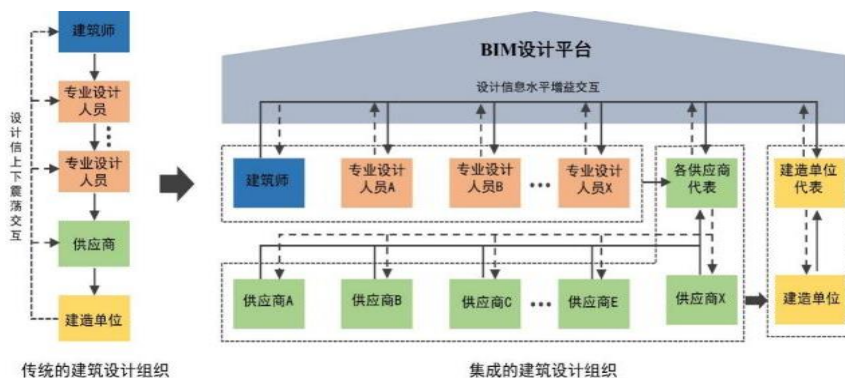 建筑师
专业设计
人员
专业设计
人员
供应商
建造单位
设计信上下震荡交互
传统的建筑设计组织
BIM设计平台
设计信息水平增益交互
建筑师
专业设计
人员A
专业设计
人员B
专业设计
人员X
各供应商
代表
建造单位
代表
供应商A
供应商B
供应商C
供应商E
供应商X
建造单位
集成的建筑设计组织